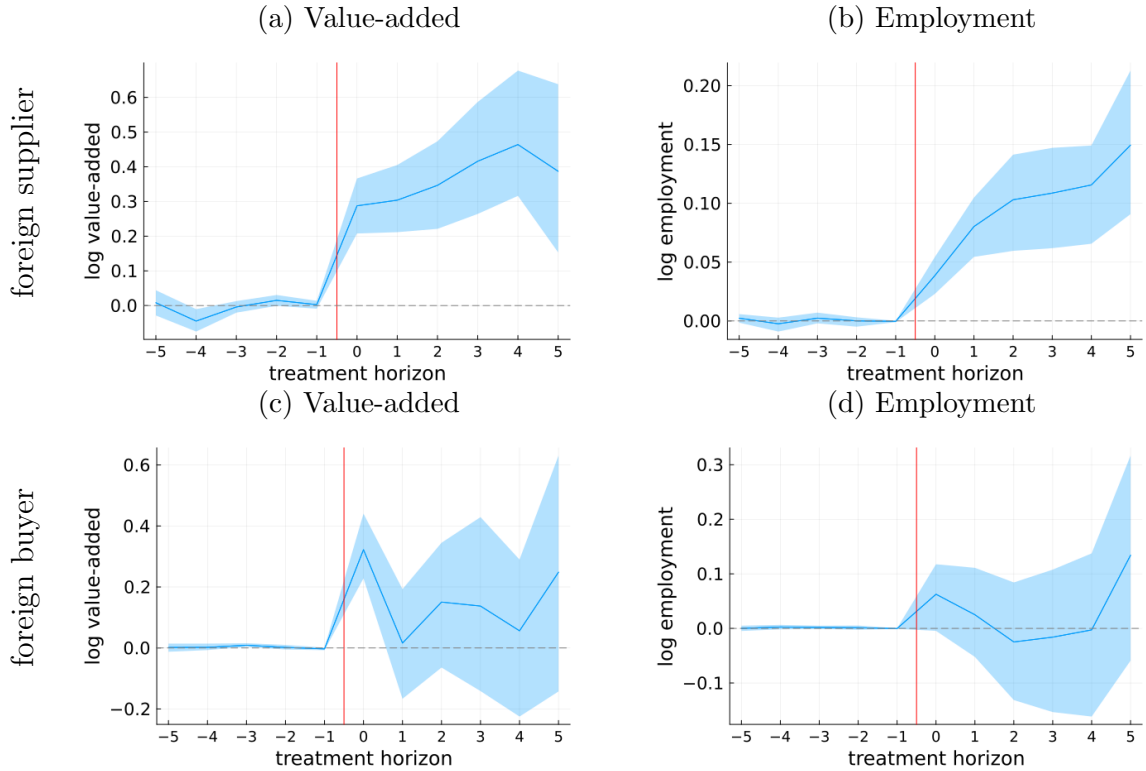 (a) Value-added
(b) Employment
foreign supplier
log value-added
0.6
0.5
0.4
0.3
0.2
0.1
0.0
−5 −4 −3 −2 −1 0 1 2 3 4 5
treatment horizon
log employment
0.20
0.15
0.10
0.05
0.00
−5 −4 −3 −2 −1 0 1 2 3 4 5
treatment horizon
(c) Value-added
(d) Employment
foreign buyer
log value-added
0.6
0.4
0.2
0.0
−0.2
−5 −4 −3 −2 −1 0 1 2 3 4 5
treatment horizon
log employment
0.3
0.2
0.1
0.0
−0.1
−5 −4 −3 −2 −1 0 1 2 3 4 5
treatment horizon